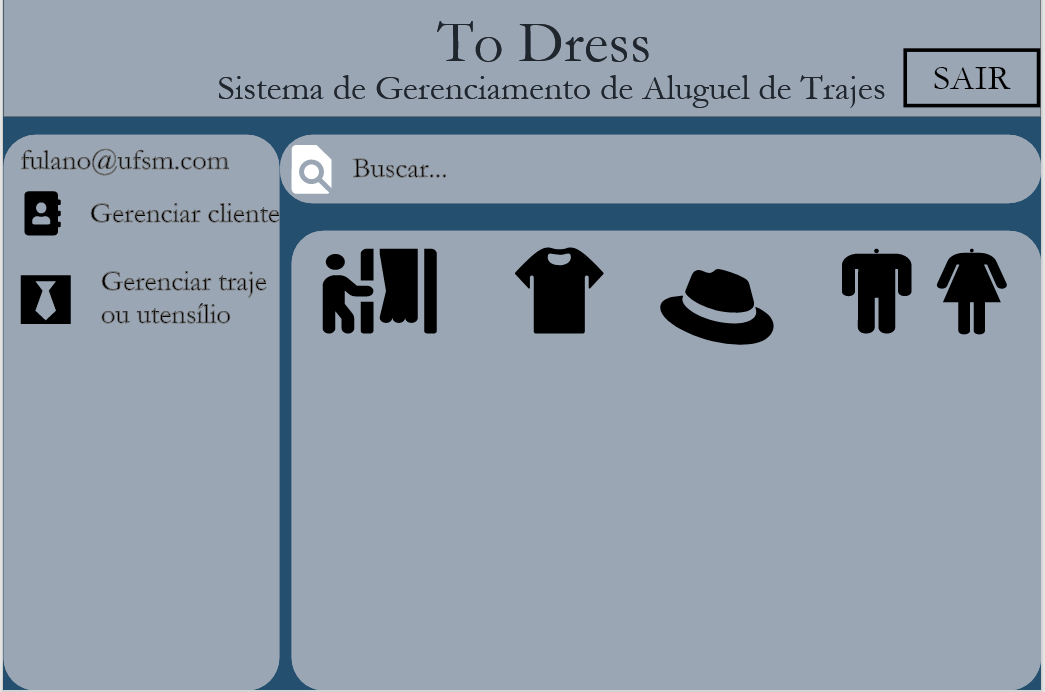 To Dress
Sistema de Gerenciamento de Aluguel de Trajes
SAIR
fulano@ufsm.com
Buscar...
Gerenciar cliente
Gerenciar traje
ou utensílio